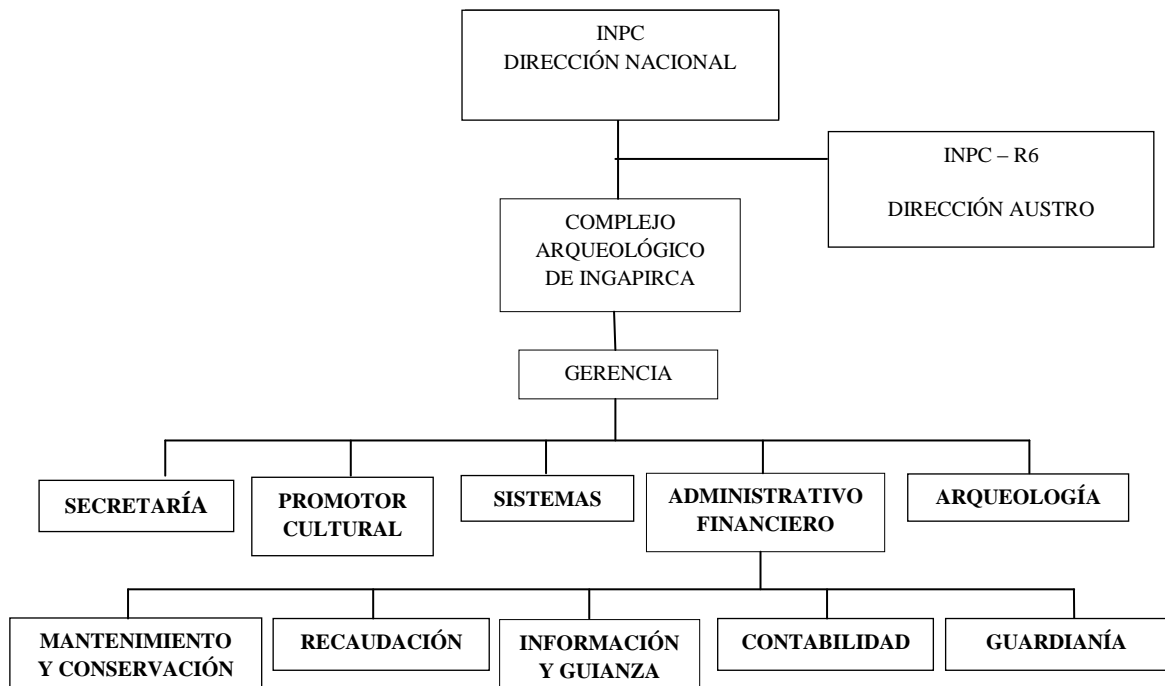 INPC
DIRECCIÓN NACIONAL
INPC – R6
DIRECCIÓN AUSTRO
COMPLEJO
ARQUEOLÓGICO
DE INGAPIRCA
GERENCIA
SECRETARÍA
PROMOTOR
CULTURAL
SISTEMAS
ADMINISTRATIVO
FINANCIERO
ARQUEOLOGÍA
MANTENIMIENTO
Y CONSERVACIÓN
RECAUDACIÓN
INFORMACIÓN
Y GUIANZA
CONTABILIDAD
GUARDIANÍA